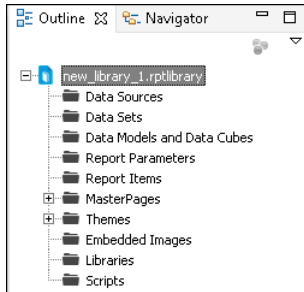 Outline Navigator
new_library_1.rptlibrary
Data Sources
Data Sets
Data Models and Data Cubes
Report Parameters
Report Items
MasterPages
Themes
Embedded Images
Libraries
Scripts